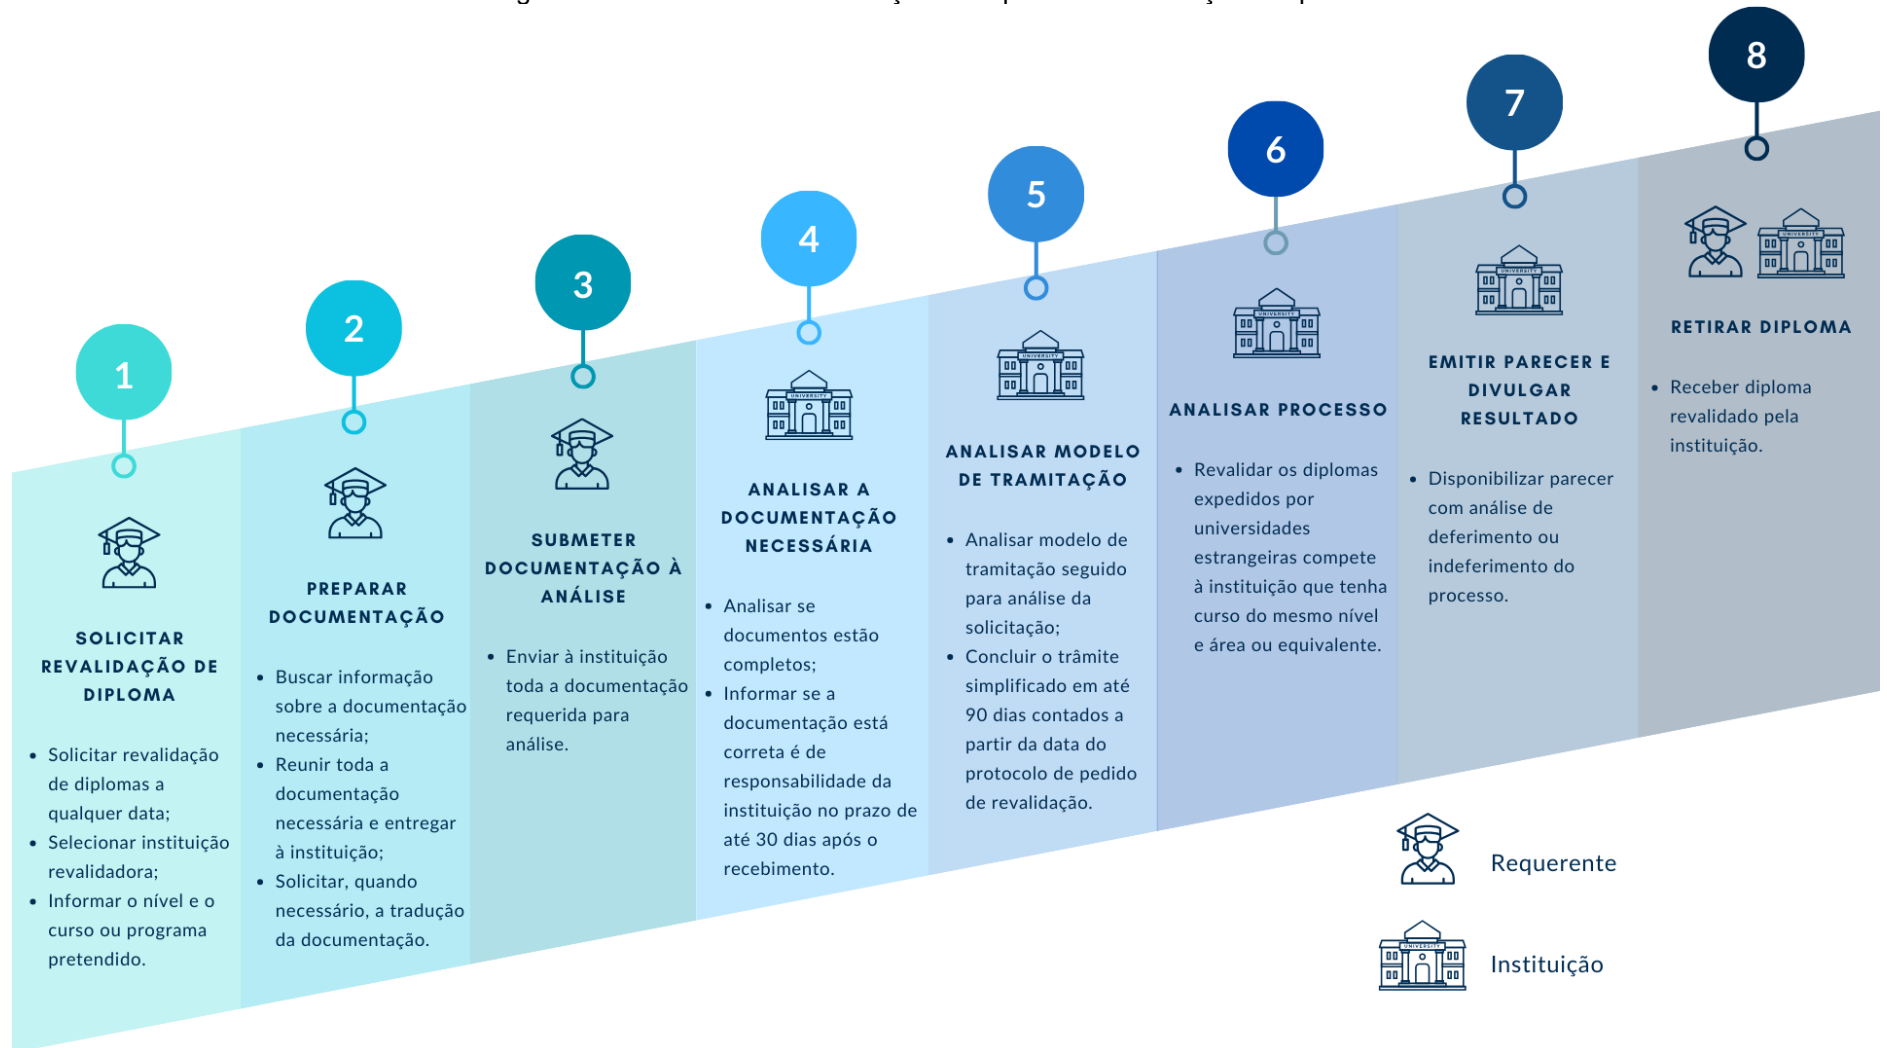 1
SOLICITAR
REVALIDAÇÃO DE
DIPLOMA
• Solicitar revalidação
de diplomas a
qualquer data;
• Selecionar instituição
revalidadora;
• Informar o nível e o
curso ou programa
pretendido.
2
PREPARAR
DOCUMENTAÇÃO
• Buscar informação
sobre a documentação
necessária;
• Reunir toda a
documentação
necessária e entregar
à instituição;
• Solicitar, quando
necessário, a tradução
da documentação.
3
SUBMETER
DOCUMENTAÇÃO À
ANÁLISE
• Enviar à instituição
toda a documentação
requerida para
análise.
4
UNIVERSITY
ANALISAR A
DOCUMENTAÇÃO
NECESSÁRIA
• Analisar se
documentos estão
completos;
• Informar se a
documentação está
correta é de
responsabilidade da
instituição no prazo de
até 30 dias após o
recebimento.
5
UNIVERSITY
ANALISAR MODELO
DE TRAMITAÇÃO
• Analisar modelo de
tramitação seguido
para análise da
solicitação;
• Concluir o trâmite
simplificado em até
90 dias contados a
partir da data do
protocolo de pedido
de revalidação.
6
UNIVERSITY
ANALISAR PROCESSO
• Revalidar os diplomas
expedidos por
universidades
estrangeiras compete
à instituição que tenha
curso do mesmo nível
e área ou equivalente.
7
UNIVERSITY
EMITIR PARECER E
DIVULGAR
RESULTADO
• Disponibilizar parecer
com análise de
deferimento ou
indeferimento do
processo.
8
UNIVERSITY
RETIRAR DIPLOMA
• Receber diploma
revalidado pela
instituição.
Requerente
UNIVERSITY
Instituição